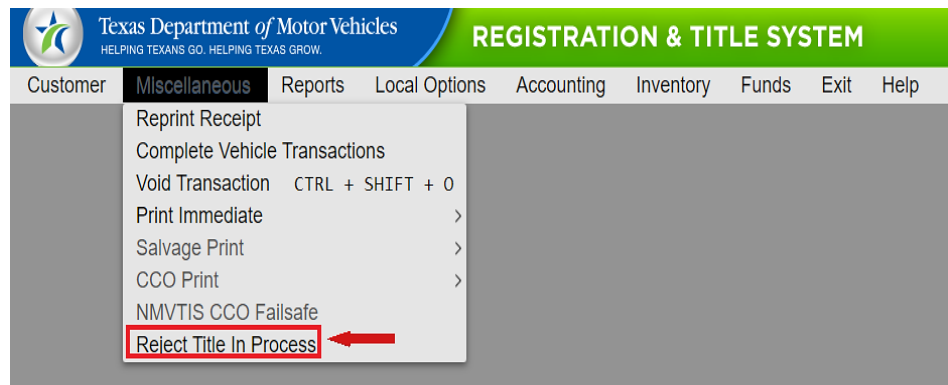 Texas Department of Motor Vehicles
HELPING TEXANS GO. HELPING TEXAS GROW.
REGISTRATION & TITLE SYSTEM
Customer Miscellaneous Reports Local Options Accounting Inventory Funds Exit Help
Reprint Receipt
Complete Vehicle Transactions
Void Transaction CTRL + SHIFT + O
Print Immediate >
Salvage Print >
CCO Print >
NMVTIS CCO Failsafe
Reject Title In Process